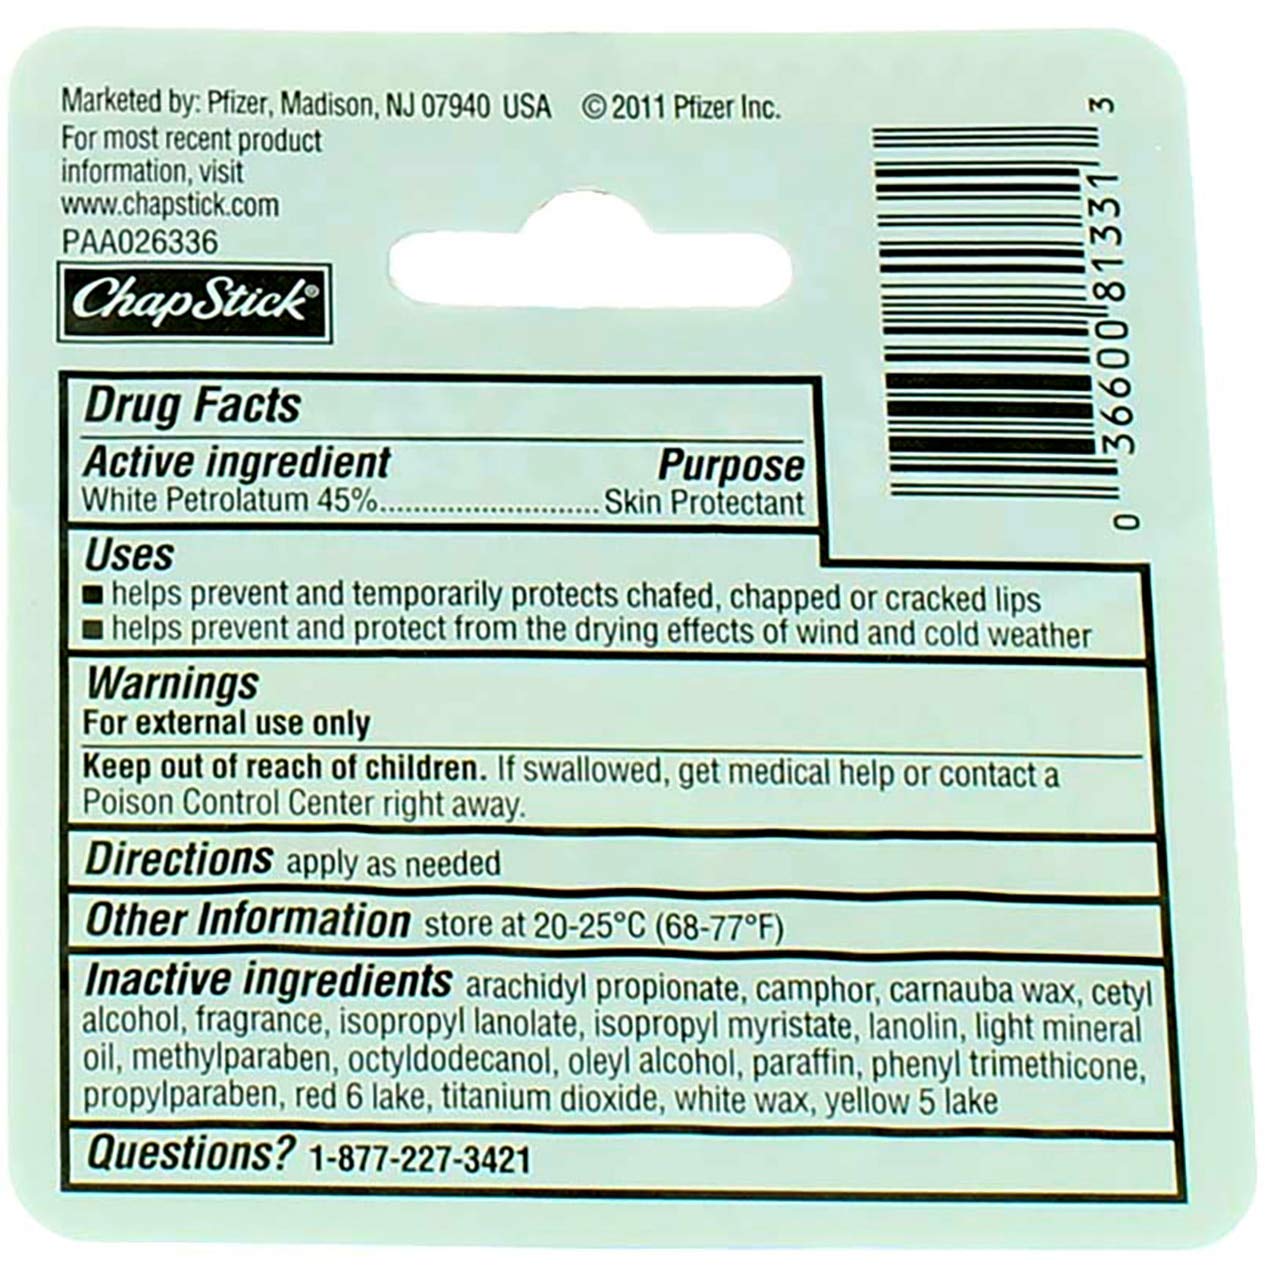 Marketed by: Pfizer, Madison, NJ 07940 USA © 2011 Pfizer Inc.
For most recent product
information, visit
www.chapstick.com
PAA026336
ChapStick®
0 36600 81331 3
Drug Facts
Active ingredient Purpose
White Petrolatum 45%............................Skin Protectant
Uses
■ helps prevent and temporarily protects chafed, chapped or cracked lips
■ helps prevent and protect from the drying effects of wind and cold weather
Warnings
For external use only
Keep out of reach of children. If swallowed, get medical help or contact a
Poison Control Center right away.
Directions apply as needed
Other Information store at 20-25°C (68-77°F)
Inactive ingredients arachidyl propionate, camphor, carnauba wax, cetyl
alcohol, fragrance, isopropyl lanolate, isopropyl myristate, lanolin, light mineral
oil, methylparaben, octyldodecanol, oleyl alcohol, paraffin, phenyl trimethicone,
propylparaben, red 6 lake, titanium dioxide, white wax, yellow 5 lake
Questions? 1-877-227-3421